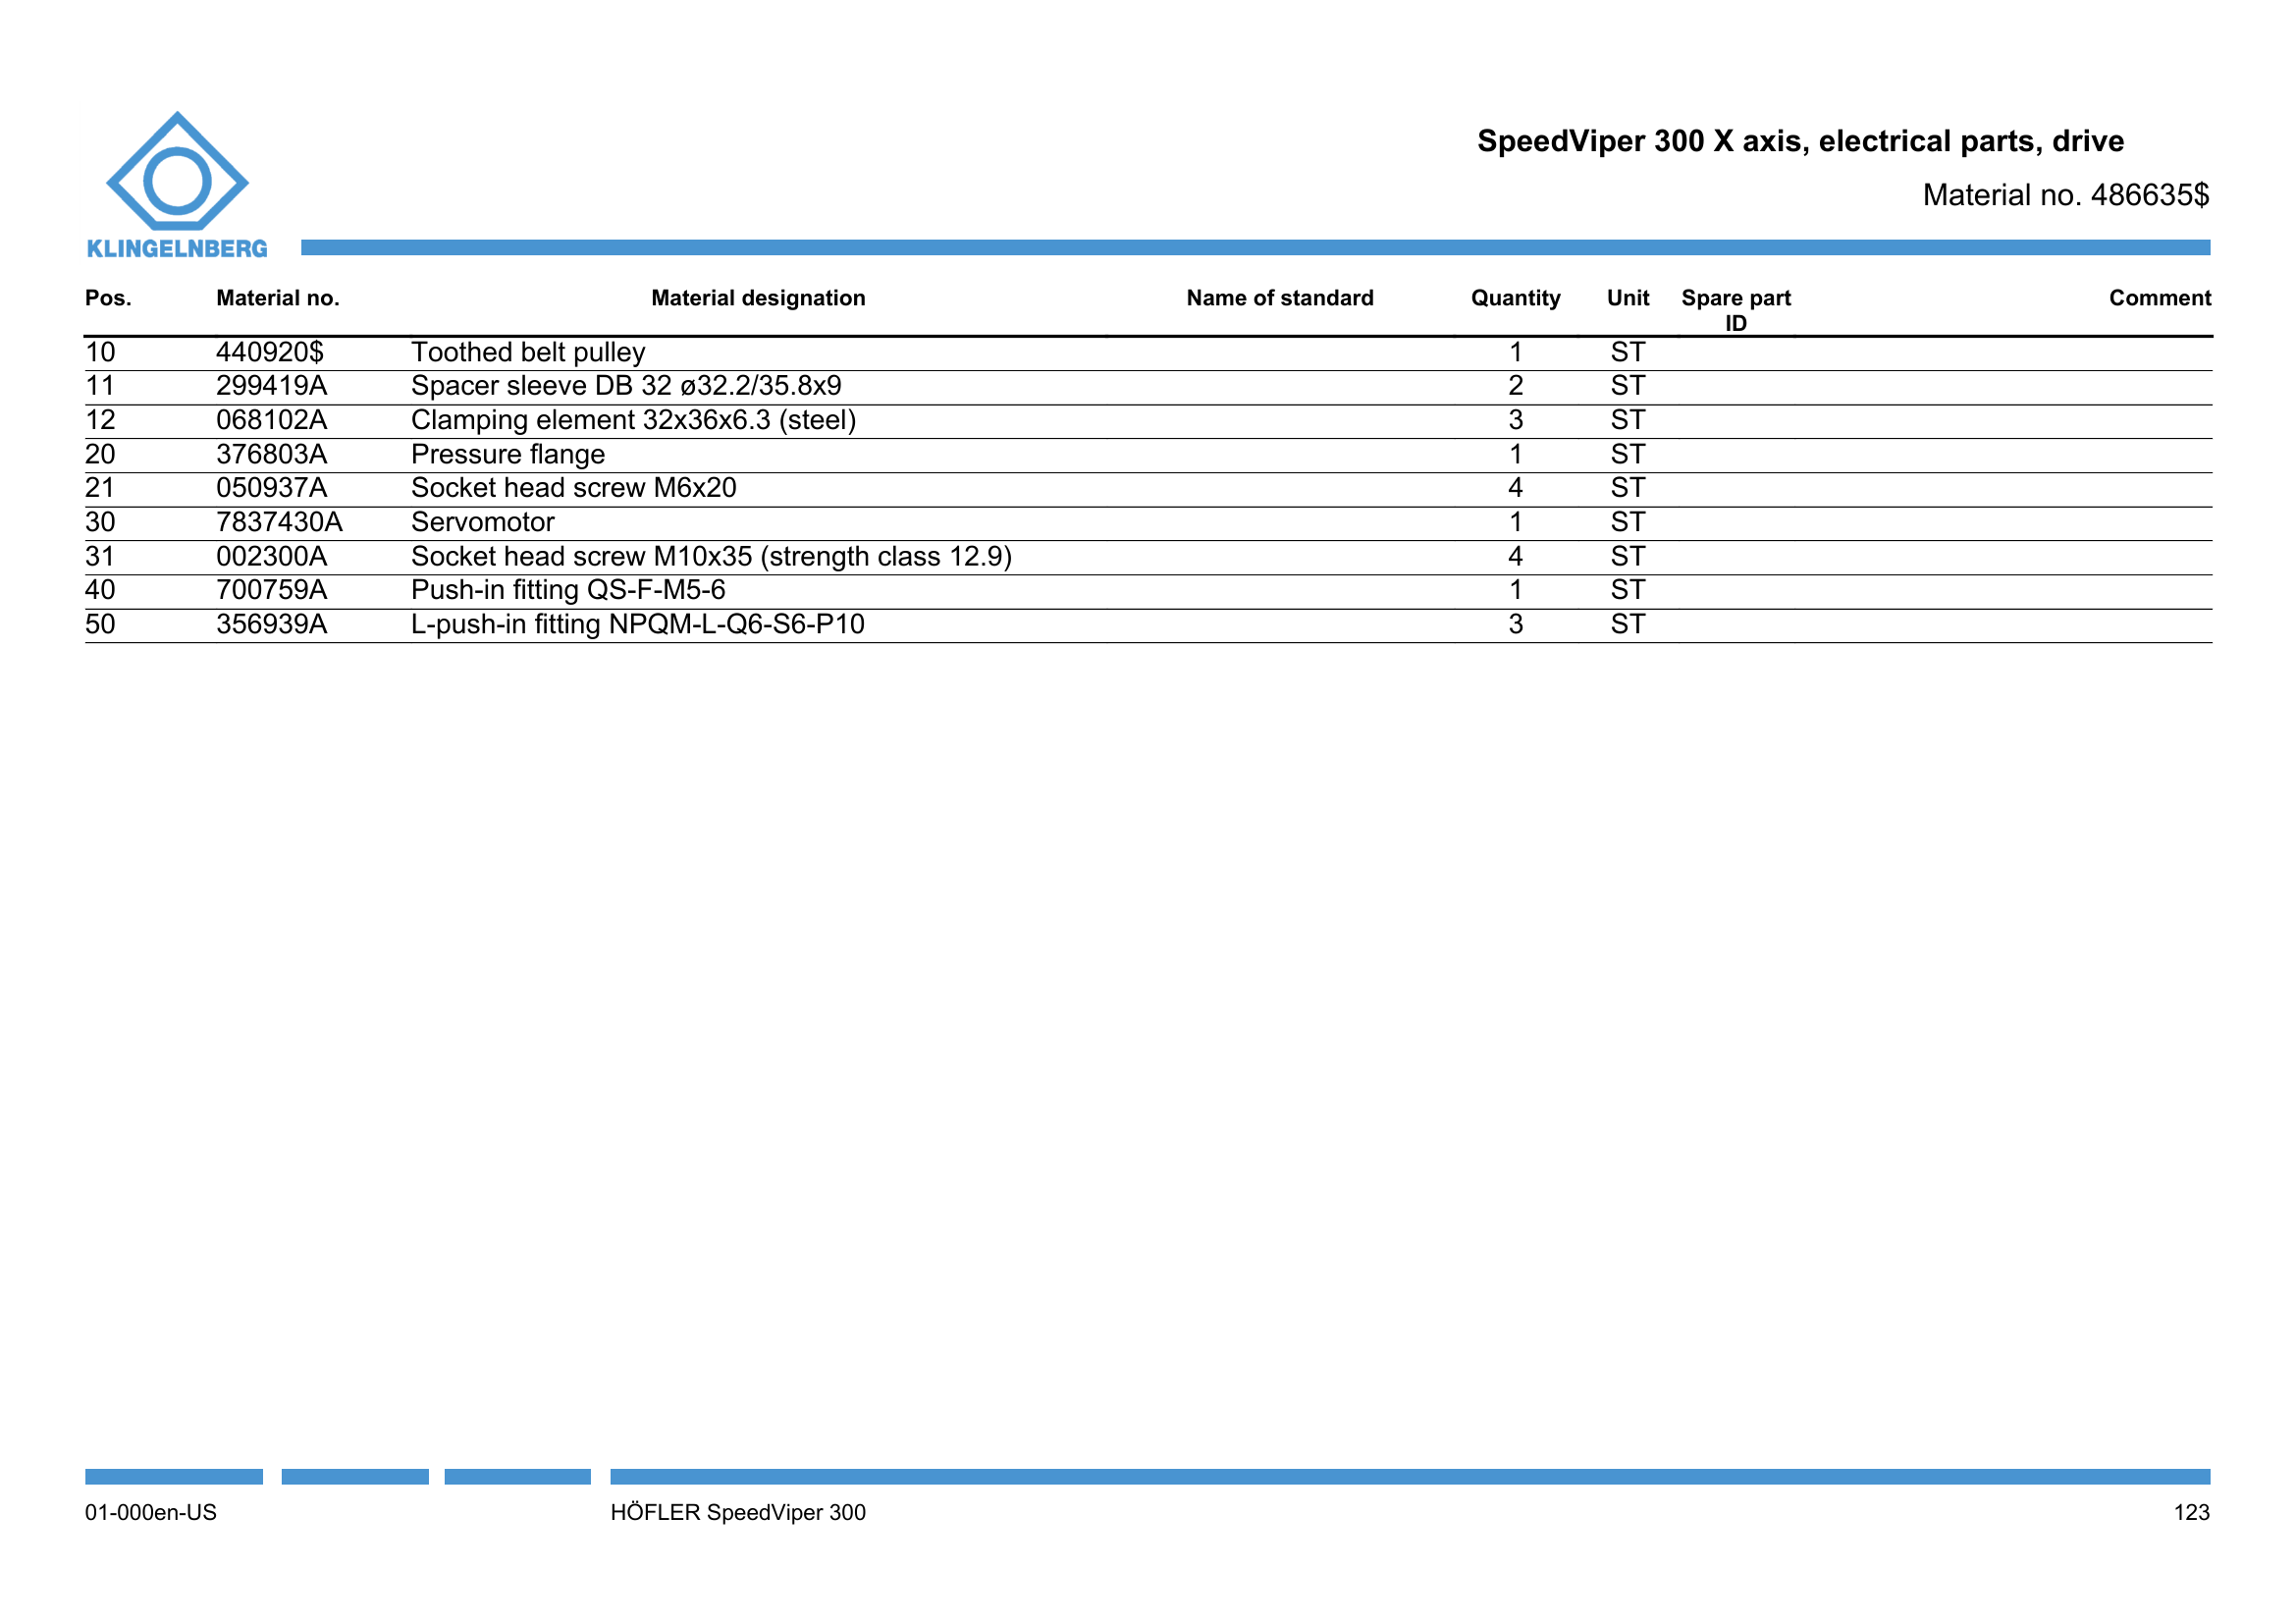 SpeedViper 300 X axis, electrical parts, drive
Material no. 486635$
KLINGELNBERG
Pos. Material no. Material designation Name of standard Quantity Unit Spare part ID Comment
10 440920$ Toothed belt pulley 1 ST
11 299419A Spacer sleeve DB 32 ø32.2/35.8x9 2 ST
12 068102A Clamping element 32x36x6.3 (steel) 3 ST
20 376803A Pressure flange 1 ST
21 050937A Socket head screw M6x20 4 ST
30 7837430A Servomotor 1 ST
31 002300A Socket head screw M10x35 (strength class 12.9) 4 ST
40 700759A Push-in fitting QS-F-M5-6 1 ST
50 356939A L-push-in fitting NPQM-L-Q6-S6-P10 3 ST
01-000en-US HÖFLER SpeedViper 300 123